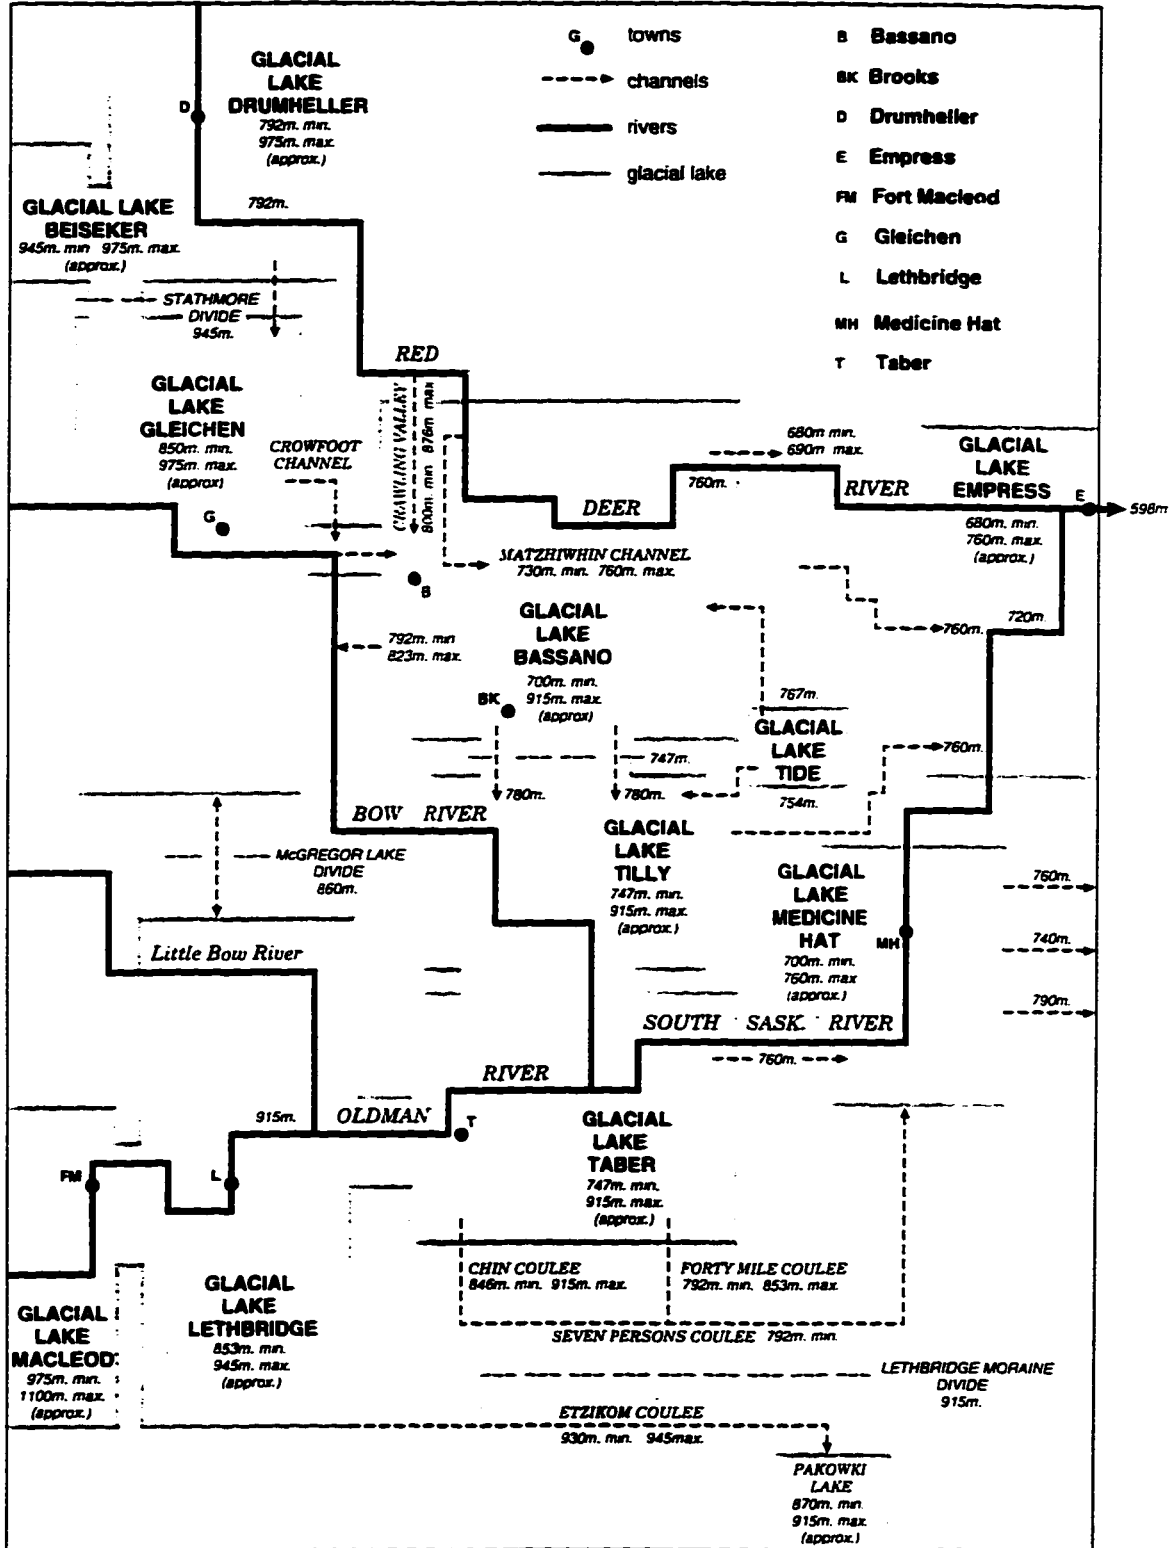 G towns
channels
rivers
glacial lake
B Bassano
BK Brooks
D Drumheller
E Empress
FM Fort Macleod
G Gleichen
L Lethbridge
MH Medicine Hat
T Taber
GLACIAL
LAKE
DRUMHELLER
792m. min.
975m. max.
(approx.)
D
792m.
GLACIAL LAKE
BEISEKER
945m. min 975m. max.
(approx.)
STATHMORE
DIVIDE
945m.
RED
GLACIAL
LAKE
GLEICHEN
850m. min.
975m. max.
(approx)
CROWFOOT
CHANNEL
CRAWLING VALLEY
800m. min 876m max
680m min.
690m max.
760m.
DEER
RIVER
GLACIAL
LAKE
EMPRESS
680m. min.
760m. max.
(approx.)
E
598m
G
MATZHIWHIN CHANNEL
730m. min. 760m. max.
B
GLACIAL
LAKE
BASSANO
700m. min.
915m. max.
(approx)
792m. min
823m. max.
BK
720m.
760m.
767m.
GLACIAL
LAKE
TIDE
754m.
760m.
747m.
780m.
780m.
BOW RIVER
GLACIAL
LAKE
TILLY
747m. min.
915m. max.
(approx.)
McGREGOR LAKE
DIVIDE
860m.
GLACIAL
LAKE
MEDICINE
HAT
700m. min.
760m. max
(approx.)
MH
760m.
740m.
790m.
Little Bow River
SOUTH SASK. RIVER
760m.
RIVER
915m.
OLDMAN
T
FM
L
GLACIAL
LAKE
TABER
747m. min.
915m. max.
(approx.)
CHIN COULEE
846m. min. 915m. max.
FORTY MILE COULEE
792m. min. 853m. max.
SEVEN PERSONS COULEE 792m. min.
GLACIAL
LAKE
LETHBRIDGE
853m. min.
945m. max.
(approx.)
GLACIAL
LAKE
MACLEOD
975m. min.
1100m. max.
(approx.)
LETHBRIDGE MORAINE
DIVIDE
915m.
ETZIKOM COULEE
930m. min. 945max.
PAKOWKI
LAKE
870m. min
915m. max.
(approx.)